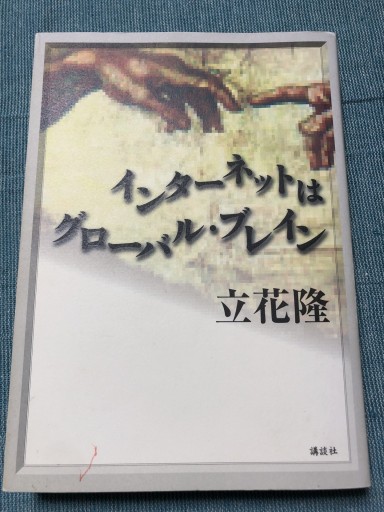 インターネットは
グローバル・ブレイン
立花隆
講談社